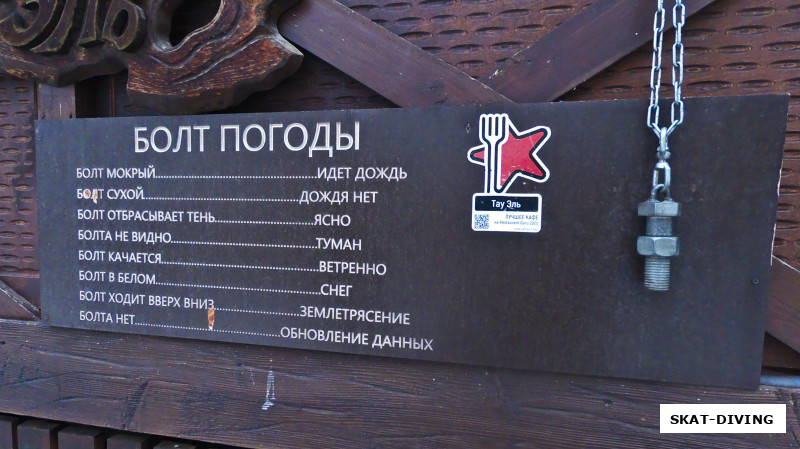 ЭЛЬ
БОЛТ ПОГОДЫ
БОЛТ МОКРЫЙ............................................ИДЕТ ДОЖДЬ
БОЛТ СУХОЙ..........................................ДОЖДЯ НЕТ
БОЛТ ОТБРАСЫВАЕТ ТЕНЬ..........................ЯСНО
БОЛТА НЕ ВИДНО......................................ТУМАН
БОЛТ КАЧАЕТСЯ..........................................ВЕТРЕННО
БОЛТ В БЕЛОМ............................................СНЕГ
БОЛТ ХОДИТ ВВЕРХ ВНИЗ.......................ЗЕМЛЕТРЯСЕНИЕ
БОЛТА НЕТ.......................................ОБНОВЛЕНИЕ ДАННЫХ
Тау Эль
ЛУЧШЕЕ КАФЕ
SKAT-DIVING